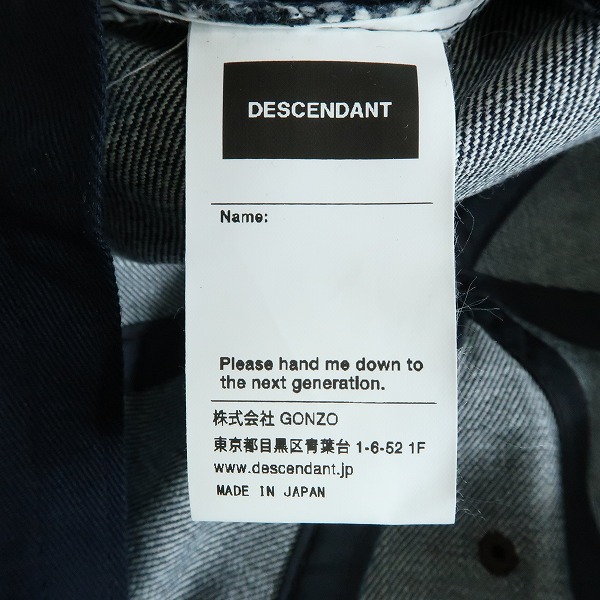 DESCENDANT
Name:
Please hand me down to
the next generation.
株式会社 GONZO
東京都目黒区青葉台 1-6-52 1F
www.descendant.jp
MADE IN JAPAN